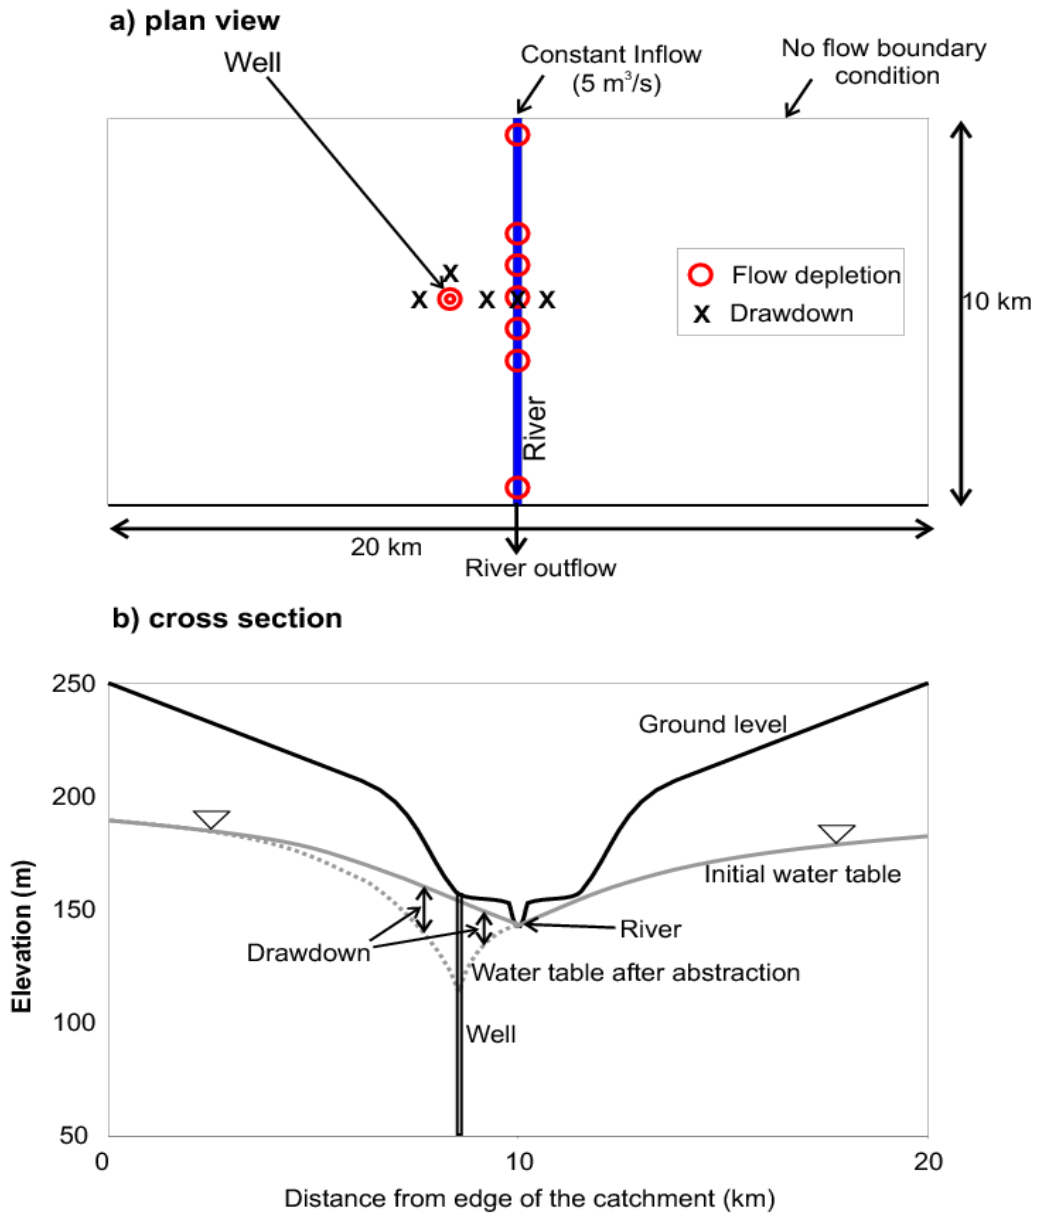 a) plan view
Well
Constant Inflow
(5 m³/s)
No flow boundary
condition
X
X X X X
Flow depletion
X Drawdown
10 km
River
20 km
River outflow
b) cross section
250
200
150
100
50
Elevation (m)
Ground level
Initial water table
River
Drawdown
Water table after abstraction
Well
0
10
20
Distance from edge of the catchment (km)